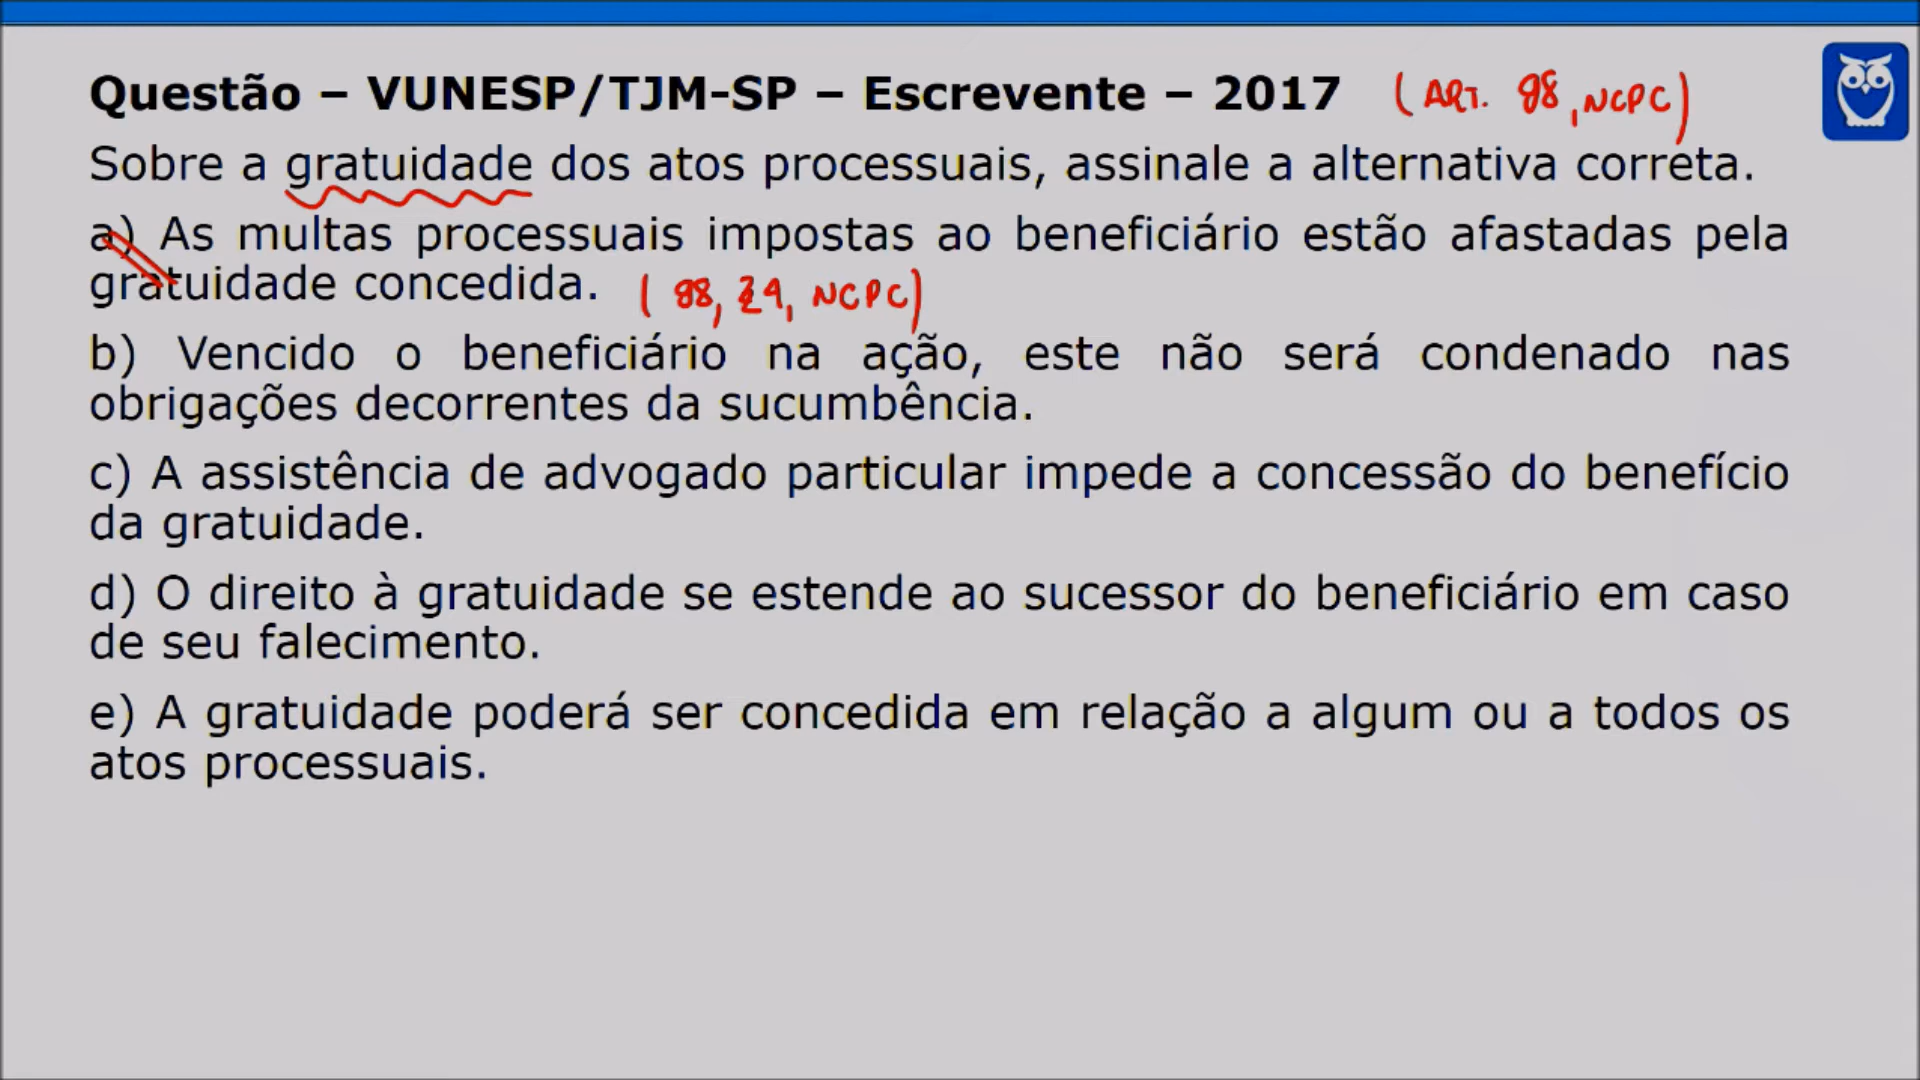 Questão – VUNESP/TJM-SP – Escrevente – 2017 (ART. 98, NCPC)
Sobre a gratuidade dos atos processuais, assinale a alternativa correta.
a) As multas processuais impostas ao beneficiário estão afastadas pela
gratuidade concedida. (98, §4, NCPC)
b) Vencido o beneficiário na ação, este não será condenado nas
obrigações decorrentes da sucumbência.
c) A assistência de advogado particular impede a concessão do benefício
da gratuidade.
d) O direito à gratuidade se estende ao sucessor do beneficiário em caso
de seu falecimento.
e) A gratuidade poderá ser concedida em relação a algum ou a todos os
atos processuais.